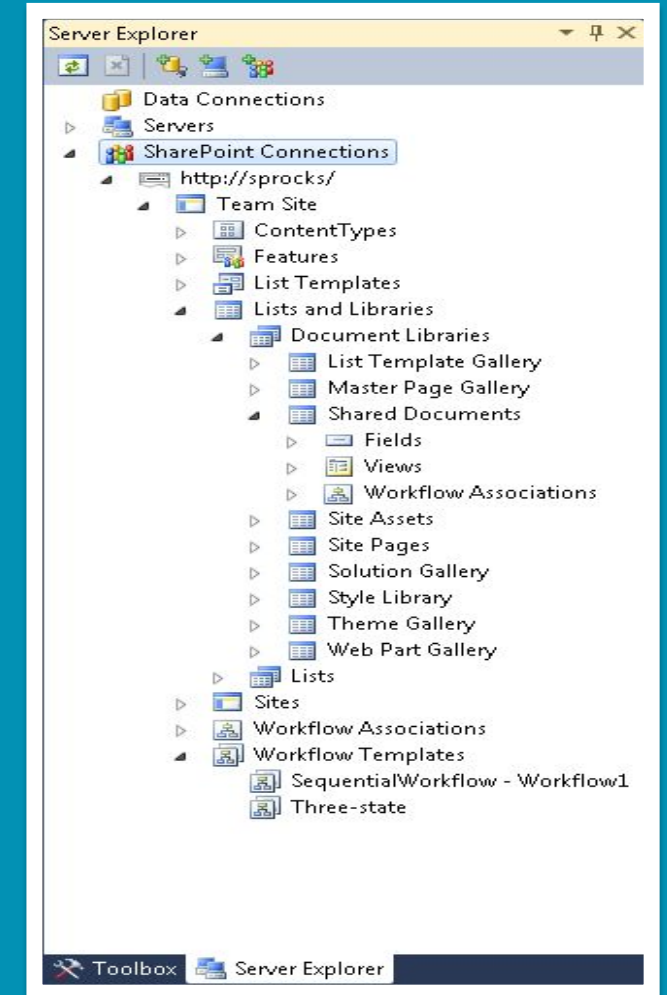 Server Explorer
Data Connections
Servers
SharePoint Connections
http://sprocks/
Team Site
ContentTypes
Features
List Templates
Lists and Libraries
Document Libraries
List Template Gallery
Master Page Gallery
Shared Documents
Fields
Views
Workflow Associations
Site Assets
Site Pages
Solution Gallery
Style Library
Theme Gallery
Web Part Gallery
Lists
Sites
Workflow Associations
Workflow Templates
SequentialWorkflow - Workflow1
Three-state
Toolbox Server Explorer